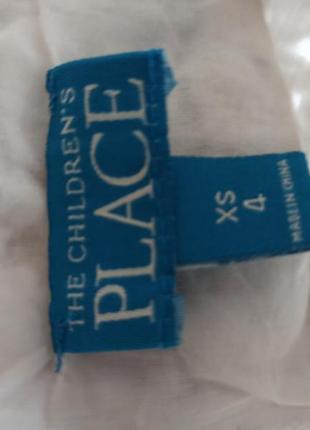 THE CHILDREN'S
PLACE
XS
4
MADE IN CHINA